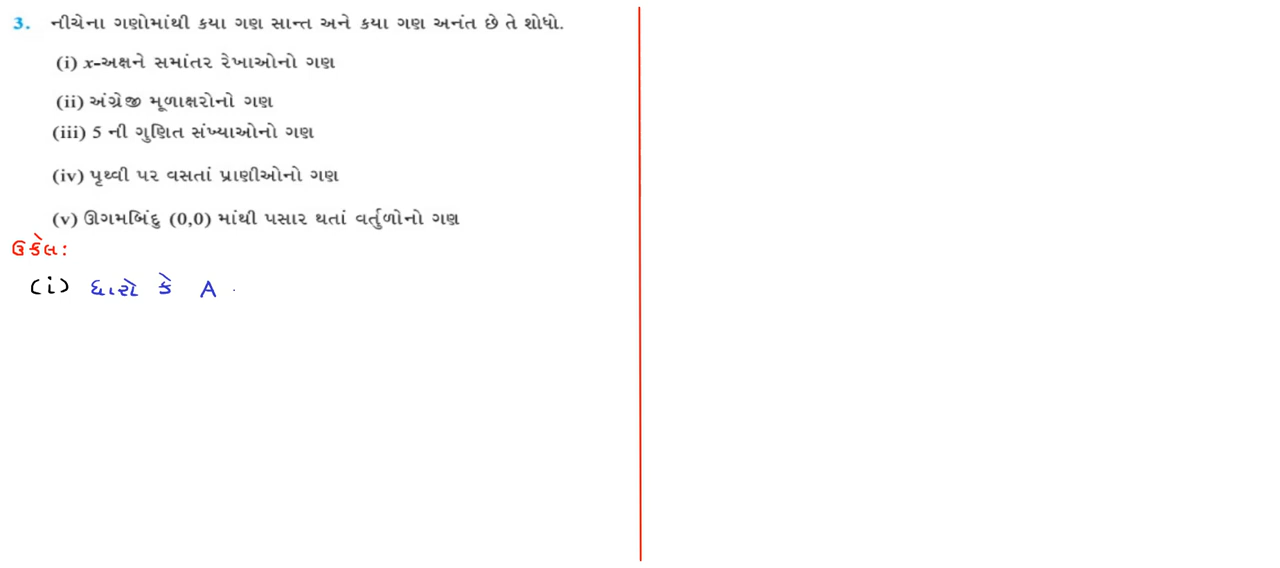 3. નીચેના ગણોમાંથી કયા ગણ સાન્ત અને કયા ગણ અનંત છે તે શોધો.
(i) x-અક્ષને સમાંતર રેખાઓનો ગણ
(ii) અંગ્રેજી મૂળાક્ષરોનો ગણ
(iii) 5 ની ગુણિત સંખ્યાઓનો ગણ
(iv) પૃથ્વી પર વસતાં પ્રાણીઓનો ગણ
(v) ઊગમબિંદુ (0,0) માંથી પસાર થતાં વર્તુળોનો ગણ
ઉકેલ:
(i) ધારો કે A